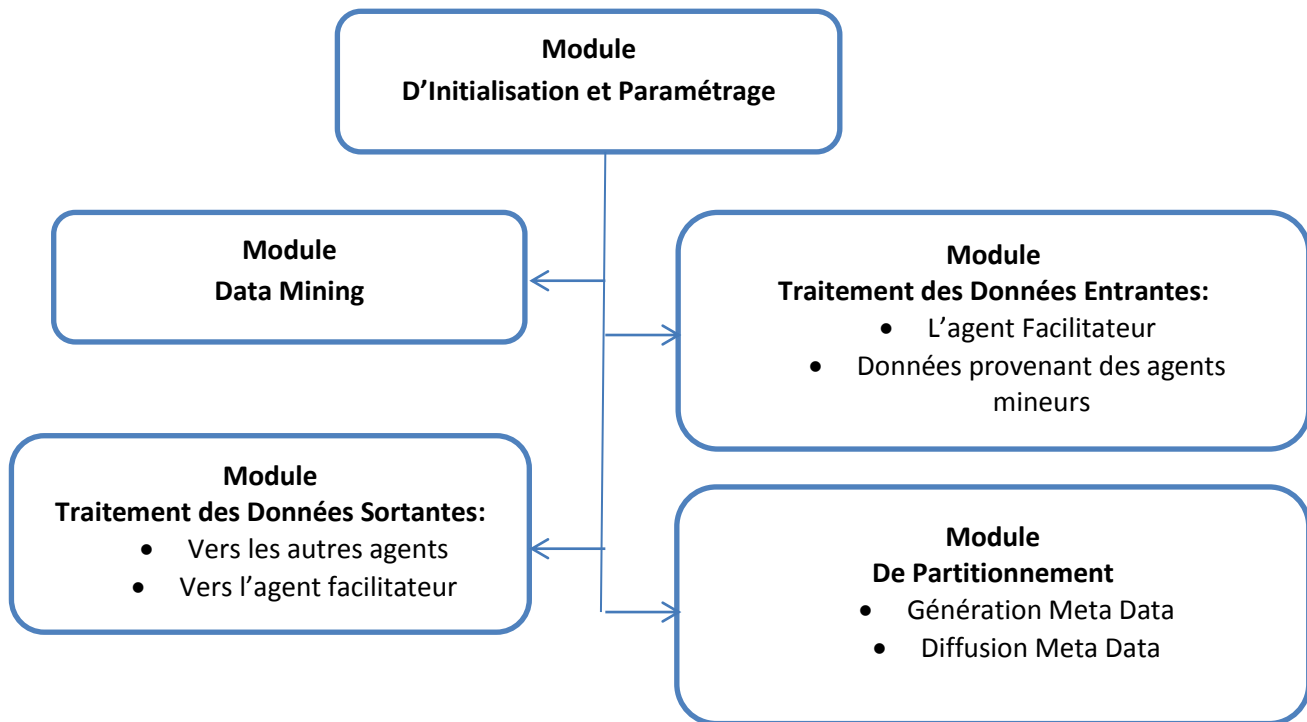 Module
D’Initialisation et Paramétrage
Module
Data Mining
Module
Traitement des Données Entrantes:
• L’agent Facilitateur
• Données provenant des agents
mineurs
Module
Traitement des Données Sortantes:
• Vers les autres agents
• Vers l’agent facilitateur
Module
De Partitionnement
• Génération Meta Data
• Diffusion Meta Data